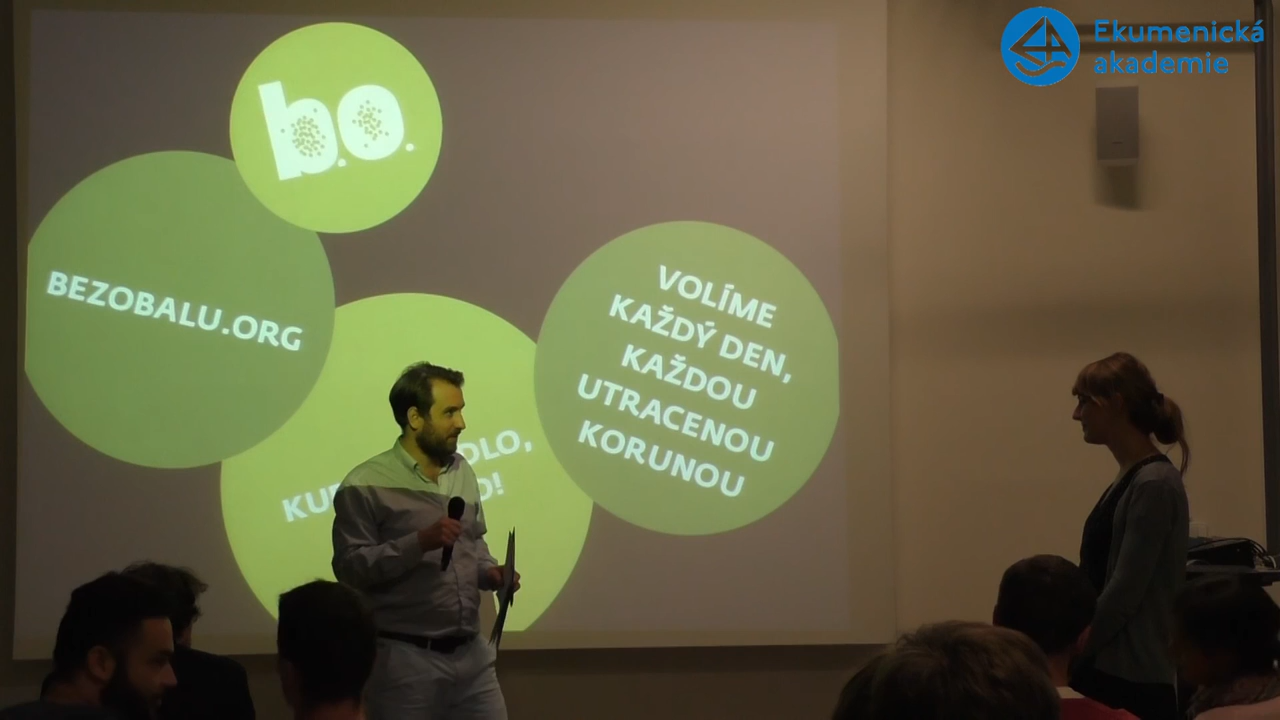 Ekumenická
akademie
b.o.
BEZOBALU.ORG
VOLÍME
KAŽDÝ DEN,
KAŽDOU
UTRACENOU
KORUNOU